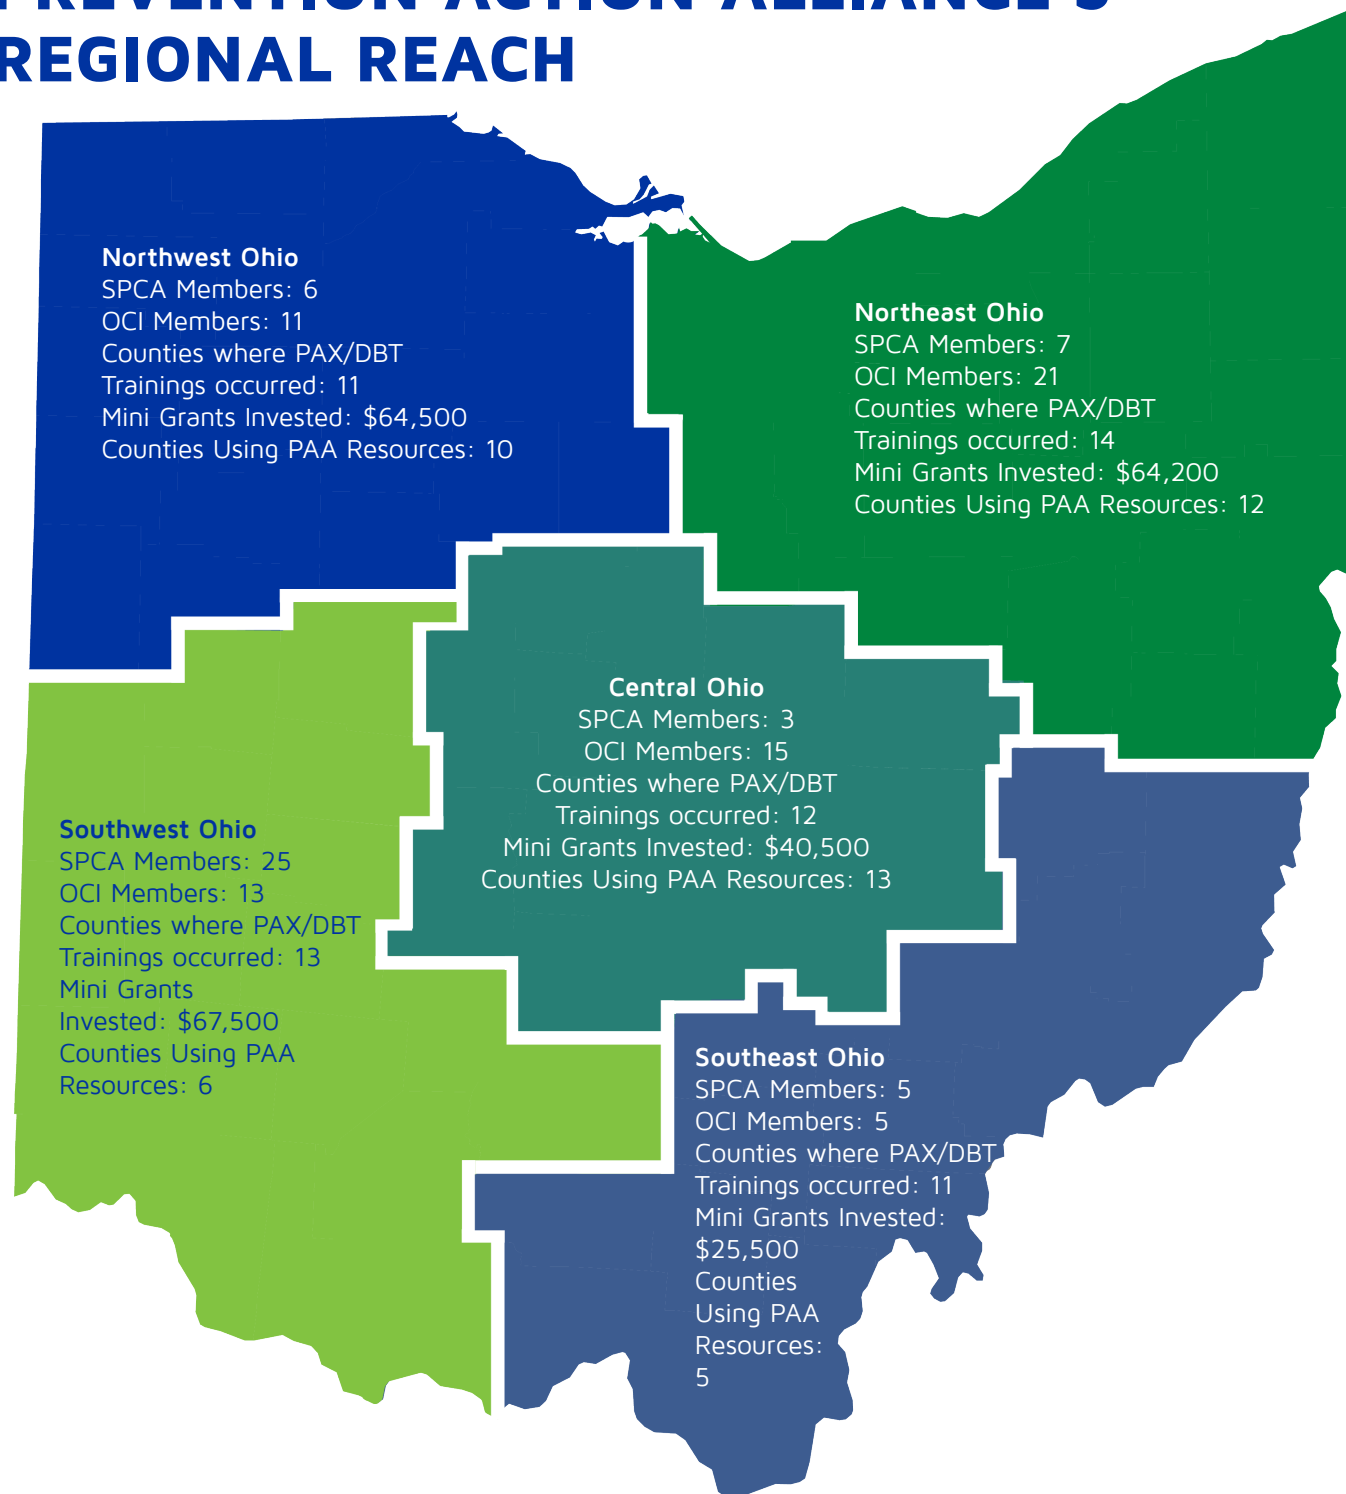 PREVENTION ACTION ALLIANCE'S
REGIONAL REACH
Northwest Ohio
SPCA Members: 6
OCI Members: 11
Counties where PAX/DBT
Trainings occurred: 11
Mini Grants Invested: $64,500
Counties Using PAA Resources: 10
Northeast Ohio
SPCA Members: 7
OCI Members: 21
Counties where PAX/DBT
Trainings occurred: 14
Mini Grants Invested: $64,200
Counties Using PAA Resources: 12
Central Ohio
SPCA Members: 3
OCI Members: 15
Counties where PAX/DBT
Trainings occurred: 12
Mini Grants Invested: $40,500
Counties Using PAA Resources: 13
Southwest Ohio
SPCA Members: 25
OCI Members: 13
Counties where PAX/DBT
Trainings occurred: 13
Mini Grants
Invested: $67,500
Counties Using PAA
Resources: 6
Southeast Ohio
SPCA Members: 5
OCI Members: 5
Counties where PAX/DBT
Trainings occurred: 11
Mini Grants Invested:
$25,500
Counties
Using PAA
Resources:
5